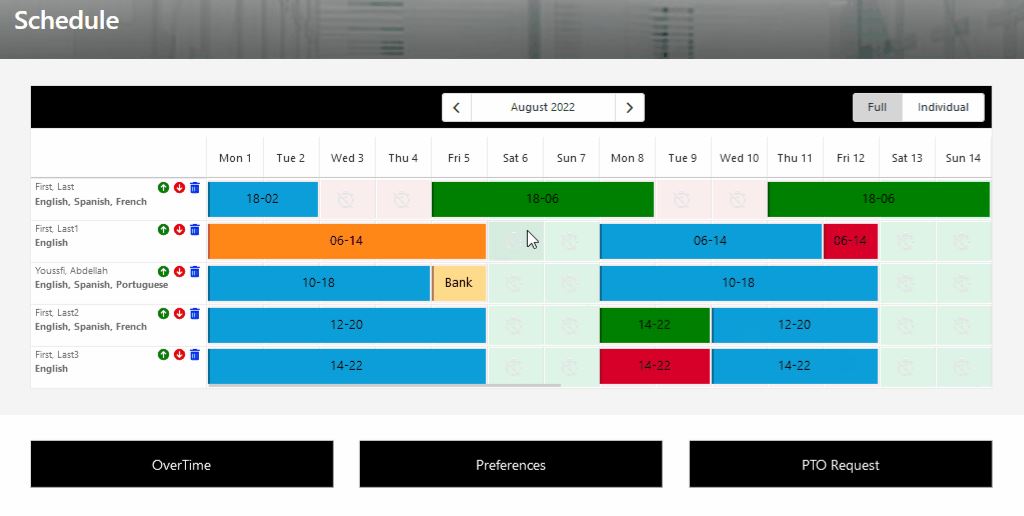 Schedule
August 2022
Full Individual
Mon 1 Tue 2 Wed 3 Thu 4 Fri 5 Sat 6 Sun 7 Mon 8 Tue 9 Wed 10 Thu 11 Fri 12 Sat 13 Sun 14
First, Last
English, Spanish, French
18-02 18-06 18-06
First, Last1
English
06-14 06-14 06-14
Youssfi, Abdellah
English, Spanish, Portuguese
10-18 Bank 10-18
First, Last2
English, Spanish, French
12-20 14-22 12-20
First, Last3
English
14-22 14-22 14-22
OverTime Preferences PTO Request